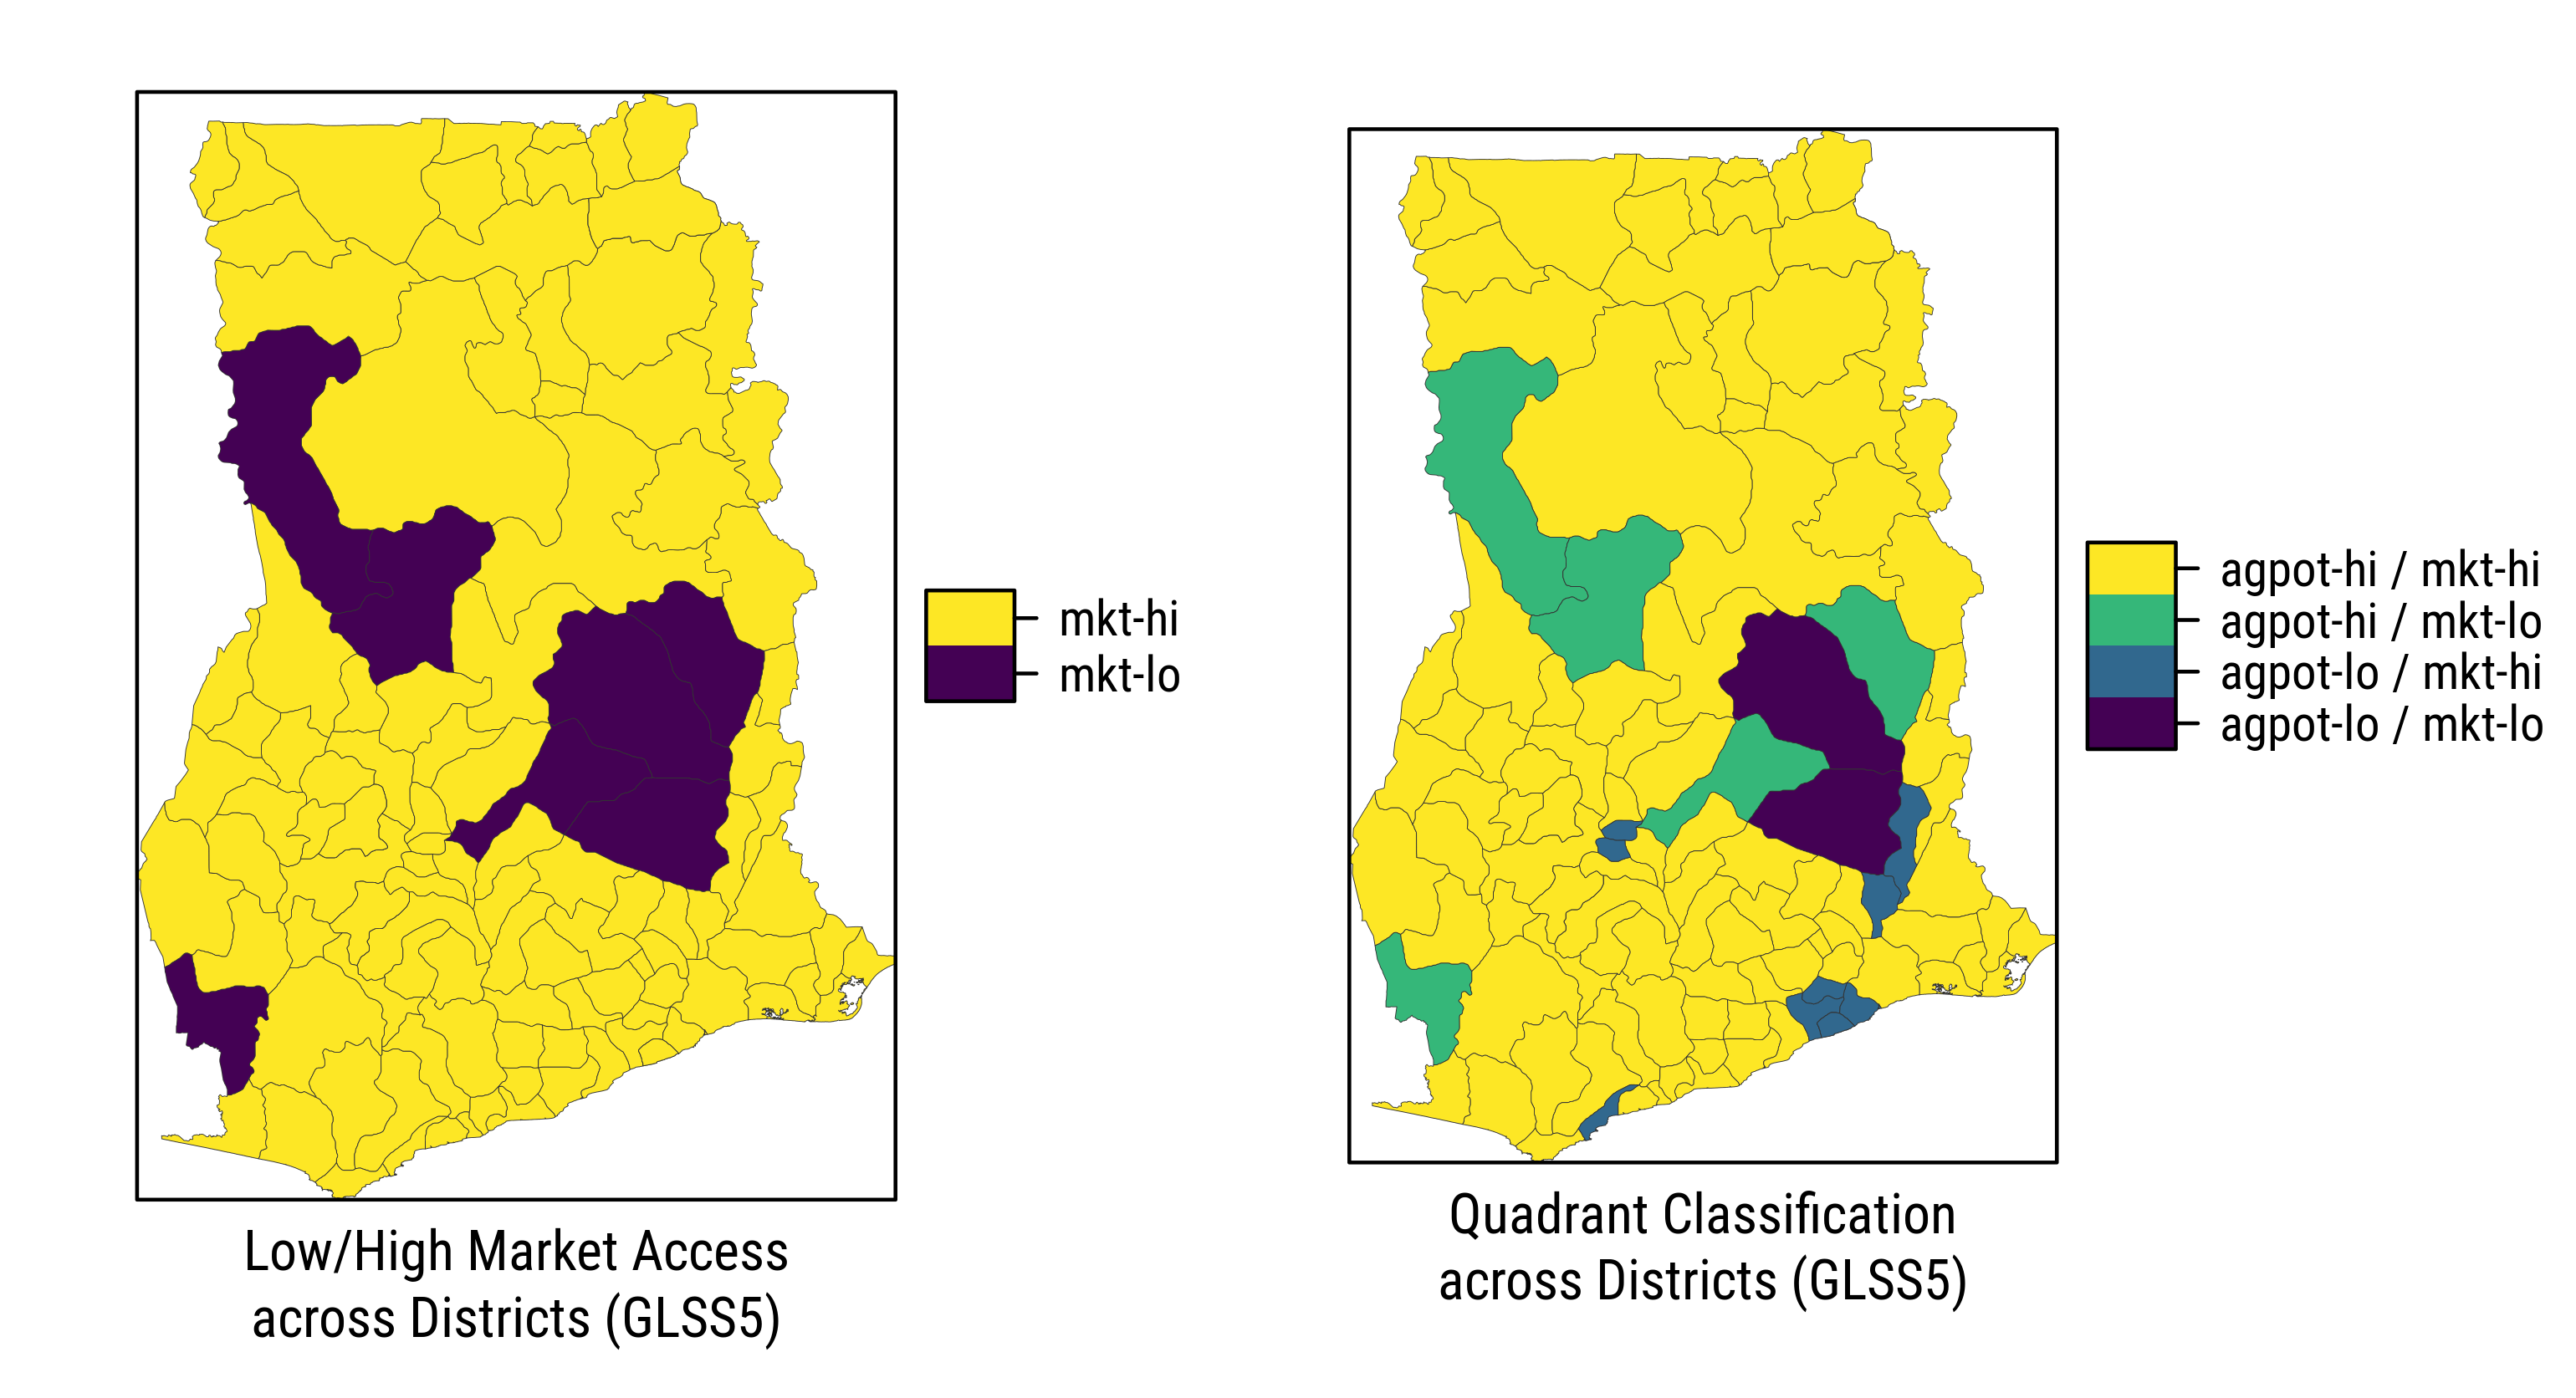 mkt-hi
mkt-lo
Low/High Market Access
across Districts (GLSS5)
agpot-hi / mkt-hi
agpot-hi / mkt-lo
agpot-lo / mkt-hi
agpot-lo / mkt-lo
Quadrant Classification
across Districts (GLSS5)